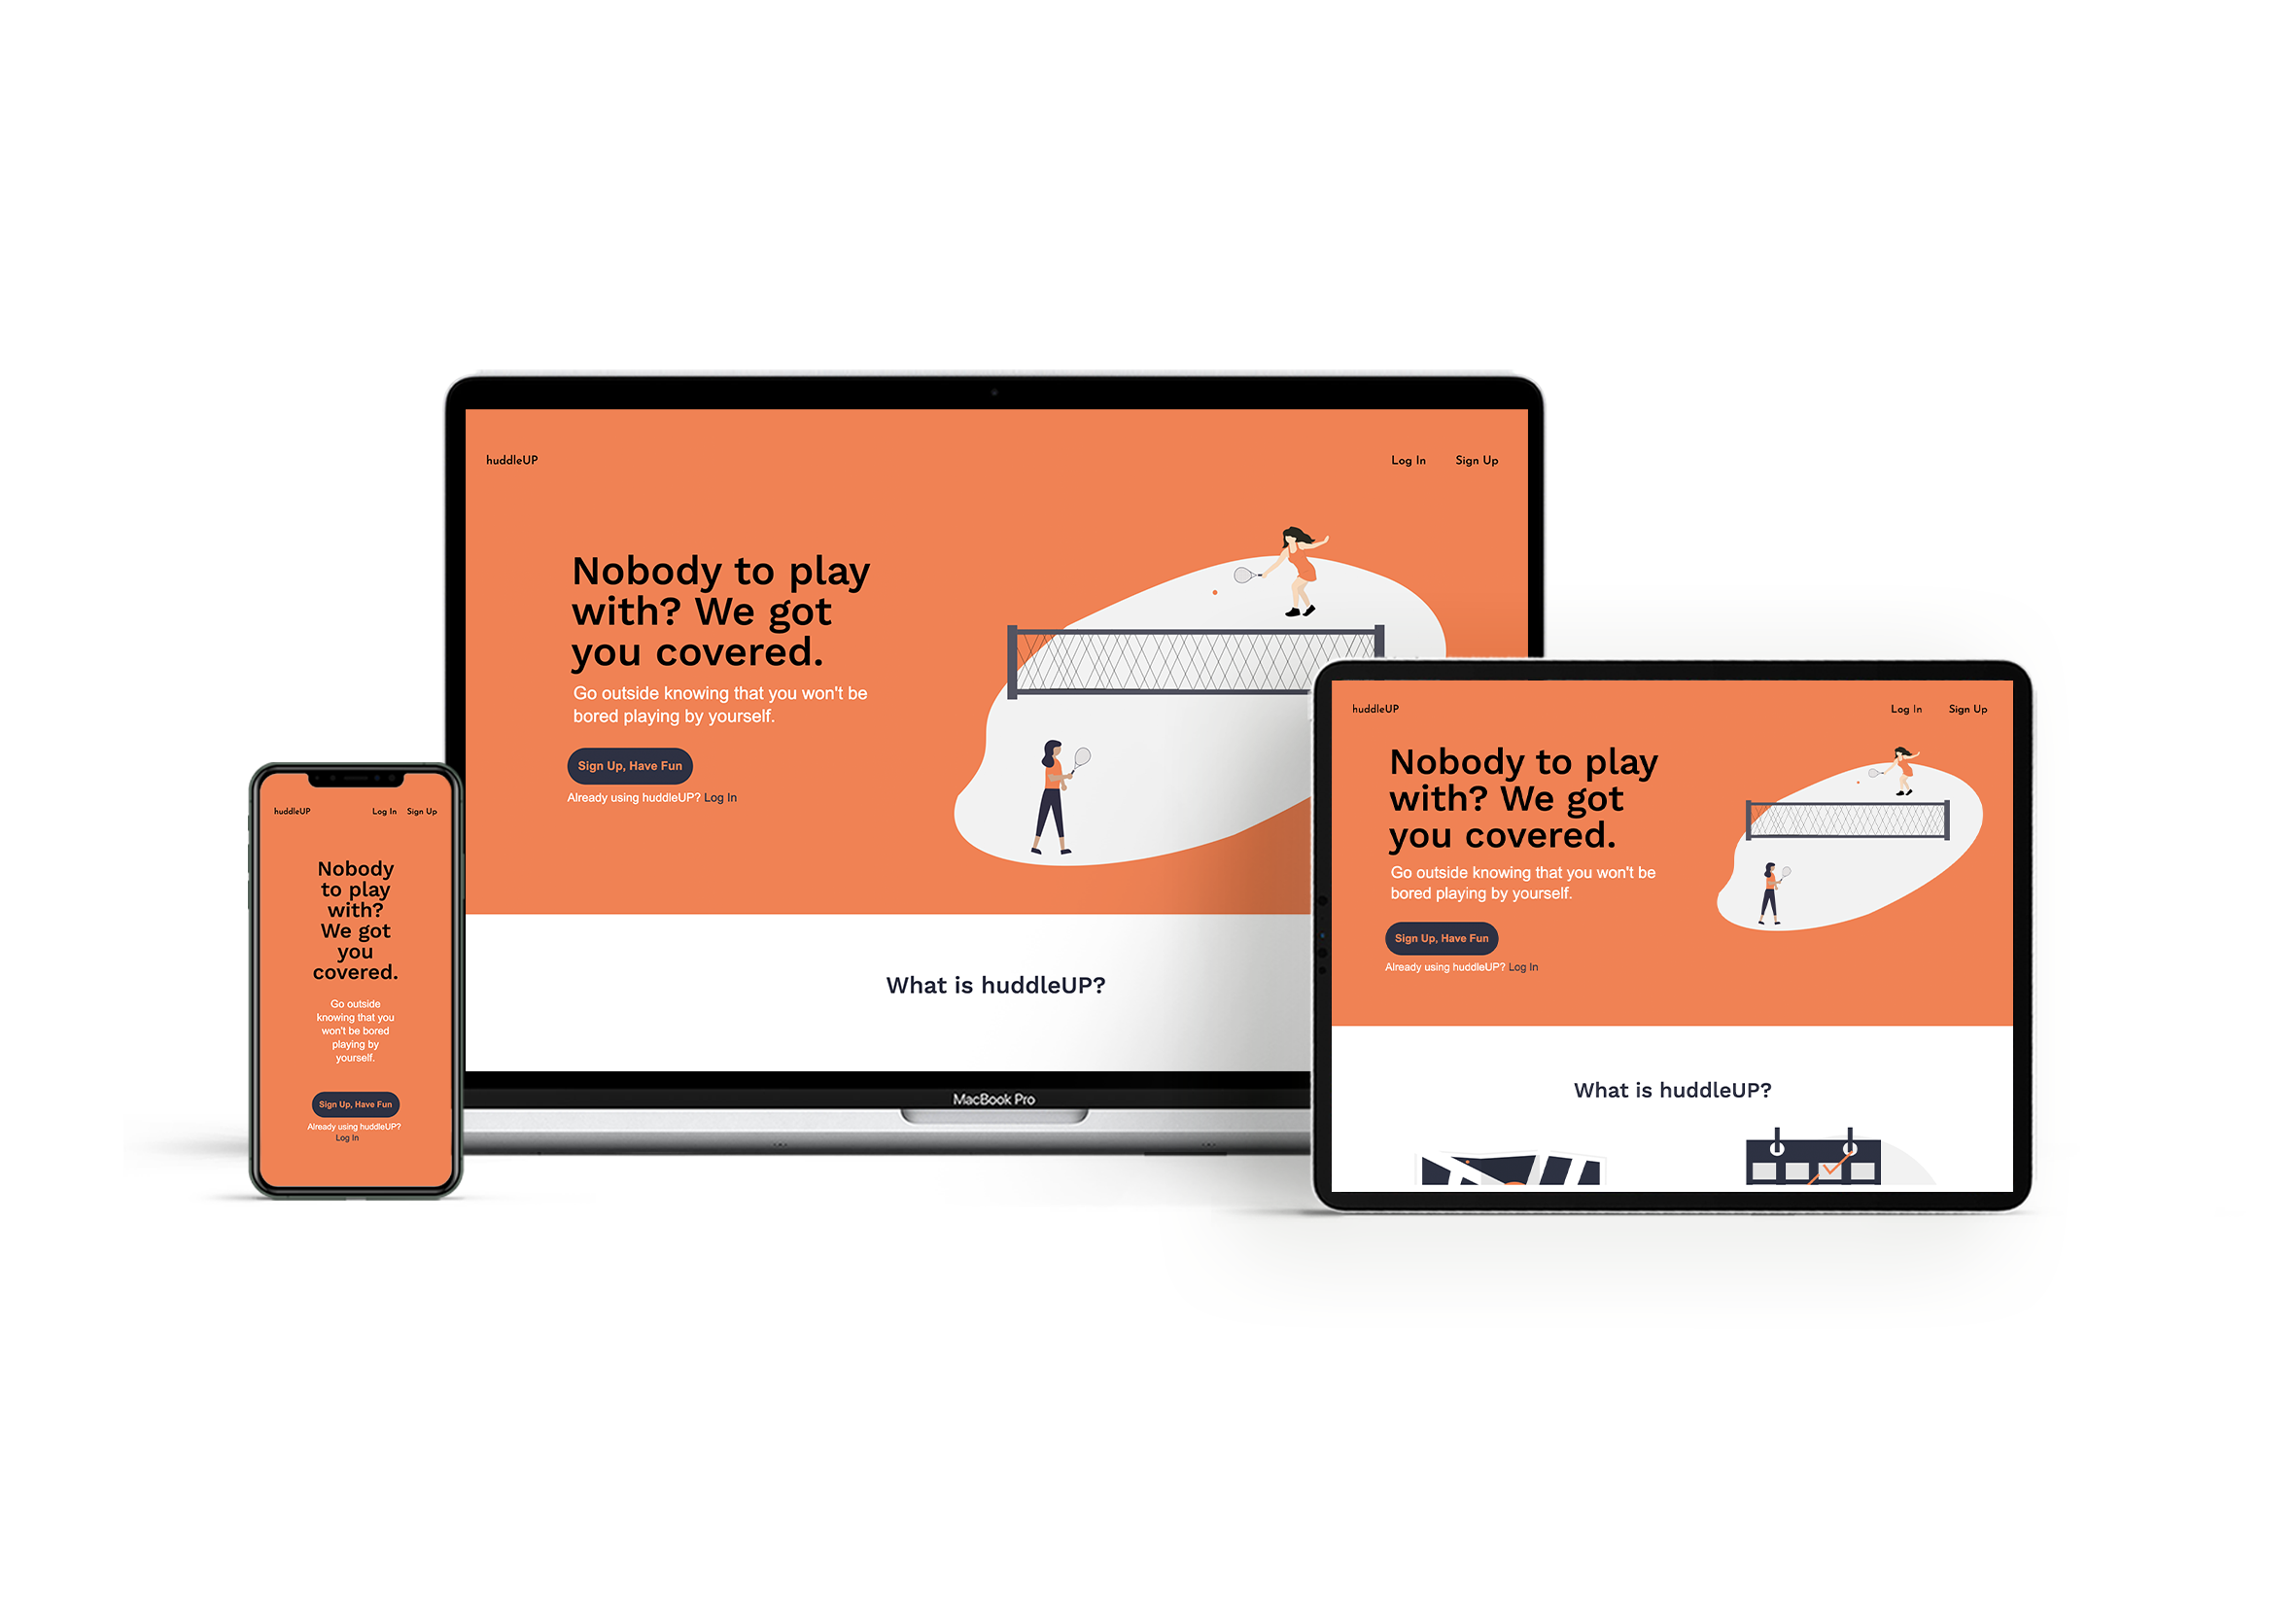 huddleUP
Log In
Sign Up
Nobody to play
with? We got
you covered.
Go outside knowing that you won't be
bored playing by yourself.
Sign Up, Have Fun
Already using huddleUP? Log In
What is huddleUP?
MacBook Pro
huddleUP
Log In
Sign Up
Nobody
to play
with?
We got
you
covered.
Go outside
knowing that you
won't be bored
playing by
yourself.
Sign Up, Have Fun
Already using huddleUP?
Log In
huddleUP
Log In
Sign Up
Nobody to play
with? We got
you covered.
Go outside knowing that you won't be
bored playing by yourself.
Sign Up, Have Fun
Already using huddleUP? Log In
What is huddleUP?